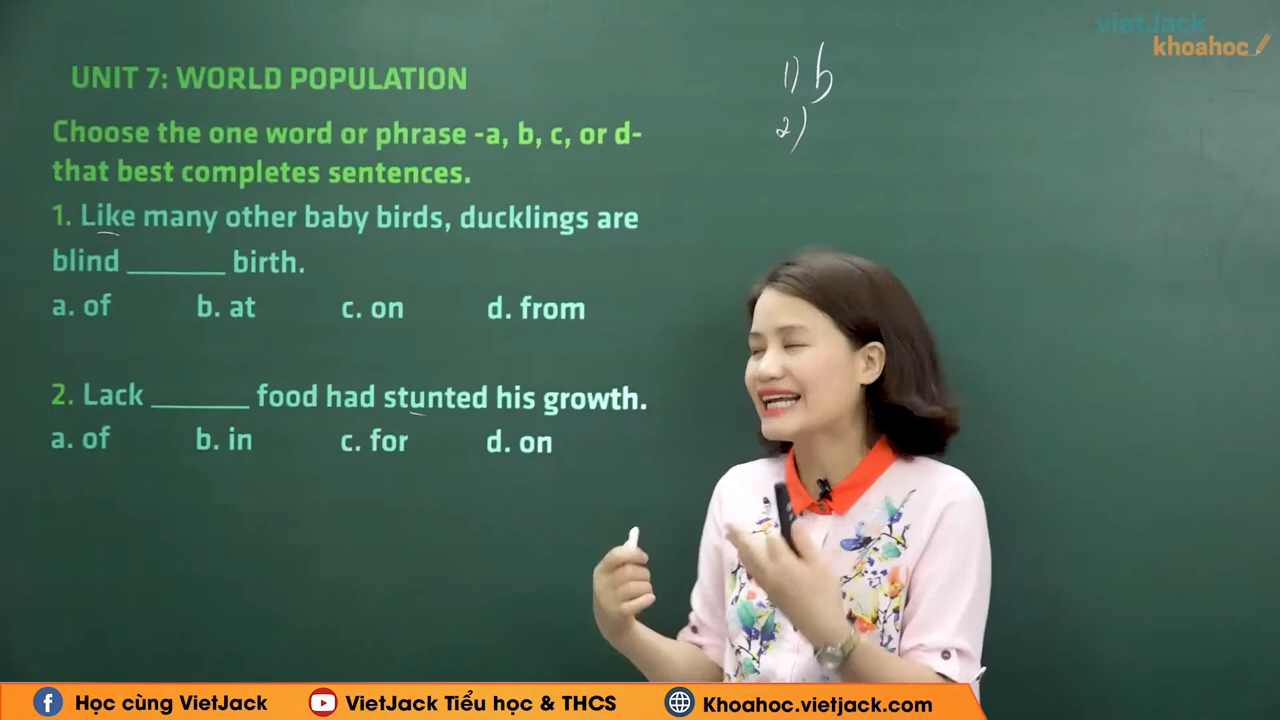 vietJack
khoahoc
UNIT 7: WORLD POPULATION
Choose the one word or phrase -a, b, c, or d-
that best completes sentences.
1. Like many other baby birds, ducklings are
blind ______ birth.
a. of b. at c. on d. from
2. Lack ______ food had stunted his growth.
a. of b. in c. for d. on
1) b
2)
Học cùng VietJack
VietJack Tiểu học & THCS
Khoahoc.vietjack.com